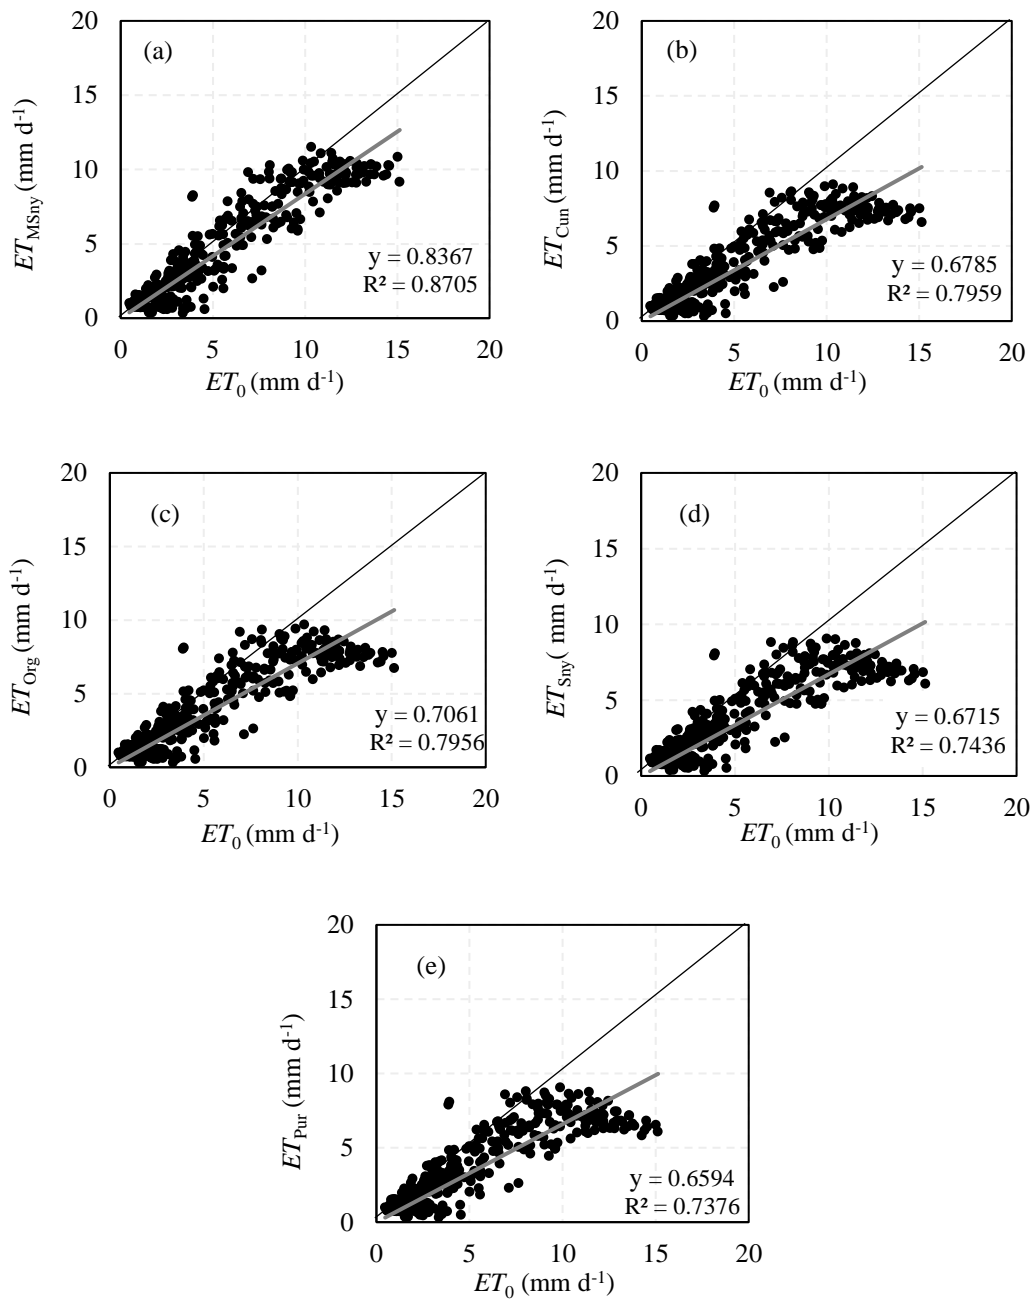 20
15
10
5
0
(a)
ET_MSny (mm d⁻¹)
y = 0.8367
R² = 0.8705
0 5 10 15 20
ET₀ (mm d⁻¹)
20
15
10
5
0
(b)
ET_Cun (mm d⁻¹)
y = 0.6785
R² = 0.7959
0 5 10 15 20
ET₀ (mm d⁻¹)
20
15
10
5
0
(c)
ET_Org (mm d⁻¹)
y = 0.7061
R² = 0.7956
0 5 10 15 20
ET₀ (mm d⁻¹)
20
15
10
5
0
(d)
ET_Sny( mm d⁻¹)
y = 0.6715
R² = 0.7436
0 5 10 15 20
ET₀ (mm d⁻¹)
20
15
10
5
0
(e)
ET_Pur (mm d⁻¹)
y = 0.6594
R² = 0.7376
0 5 10 15 20
ET₀ (mm d⁻¹)